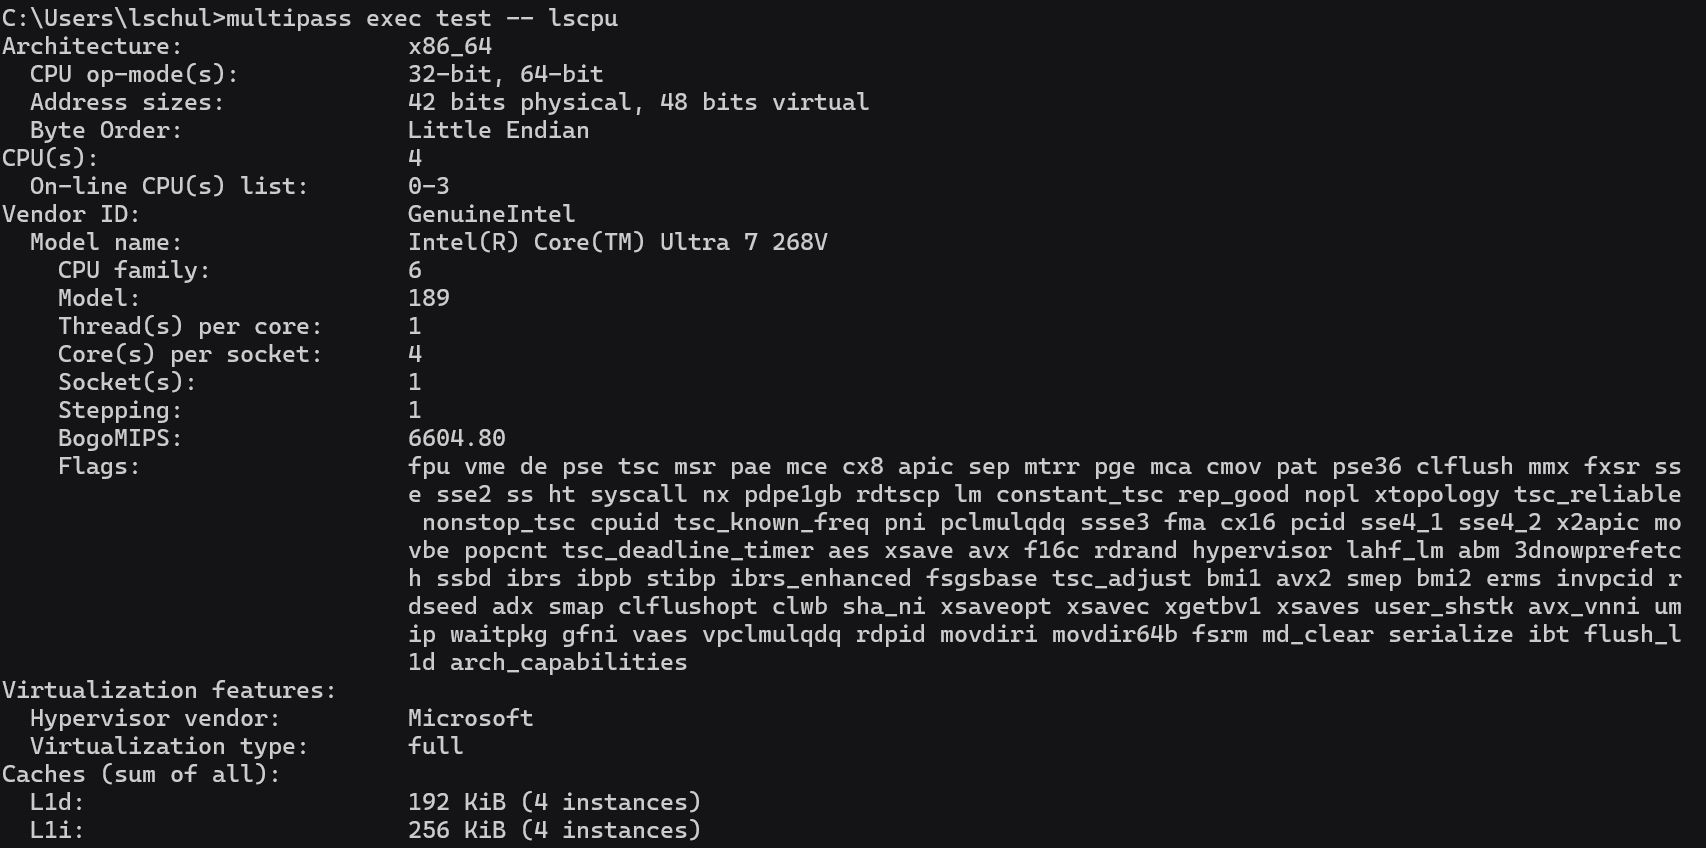 C:\Users\lschul>multipass exec test -- lscpu
Architecture:                x86_64
  CPU op-mode(s):            32-bit, 64-bit
  Address sizes:             42 bits physical, 48 bits virtual
  Byte Order:                Little Endian
CPU(s):                      4
  On-line CPU(s) list:       0-3
Vendor ID:                   GenuineIntel
  Model name:                Intel(R) Core(TM) Ultra 7 268V
    CPU family:              6
    Model:                   189
    Thread(s) per core:      1
    Core(s) per socket:      4
    Socket(s):               1
    Stepping:                1
    BogoMIPS:                6604.80
    Flags:                   fpu vme de pse tsc msr pae mce cx8 apic sep mtrr pge mca cmov pat pse36 clflush mmx fxsr ss
                             e sse2 ss ht syscall nx pdpe1gb rdtscp lm constant_tsc rep_good nopl xtopology tsc_reliable
                              nonstop_tsc cpuid tsc_known_freq pni pclmulqdq ssse3 fma cx16 pcid sse4_1 sse4_2 x2apic mo
                             vbe popcnt tsc_deadline_timer aes xsave avx f16c rdrand hypervisor lahf_lm abm 3dnowprefetc
                             h ssbd ibrs ibpb stibp ibrs_enhanced fsgsbase tsc_adjust bmi1 avx2 smep bmi2 erms invpcid r
                             dseed adx smap clflushopt clwb sha_ni xsaveopt xsavec xgetbv1 xsaves user_shstk avx_vnni um
                             ip waitpkg gfni vaes vpclmulqdq rdpid movdiri movdir64b fsrm md_clear serialize ibt flush_l
                             1d arch_capabilities
Virtualization features:
  Hypervisor vendor:         Microsoft
  Virtualization type:       full
Caches (sum of all):
  L1d:                       192 KiB (4 instances)
  L1i:                       256 KiB (4 instances)